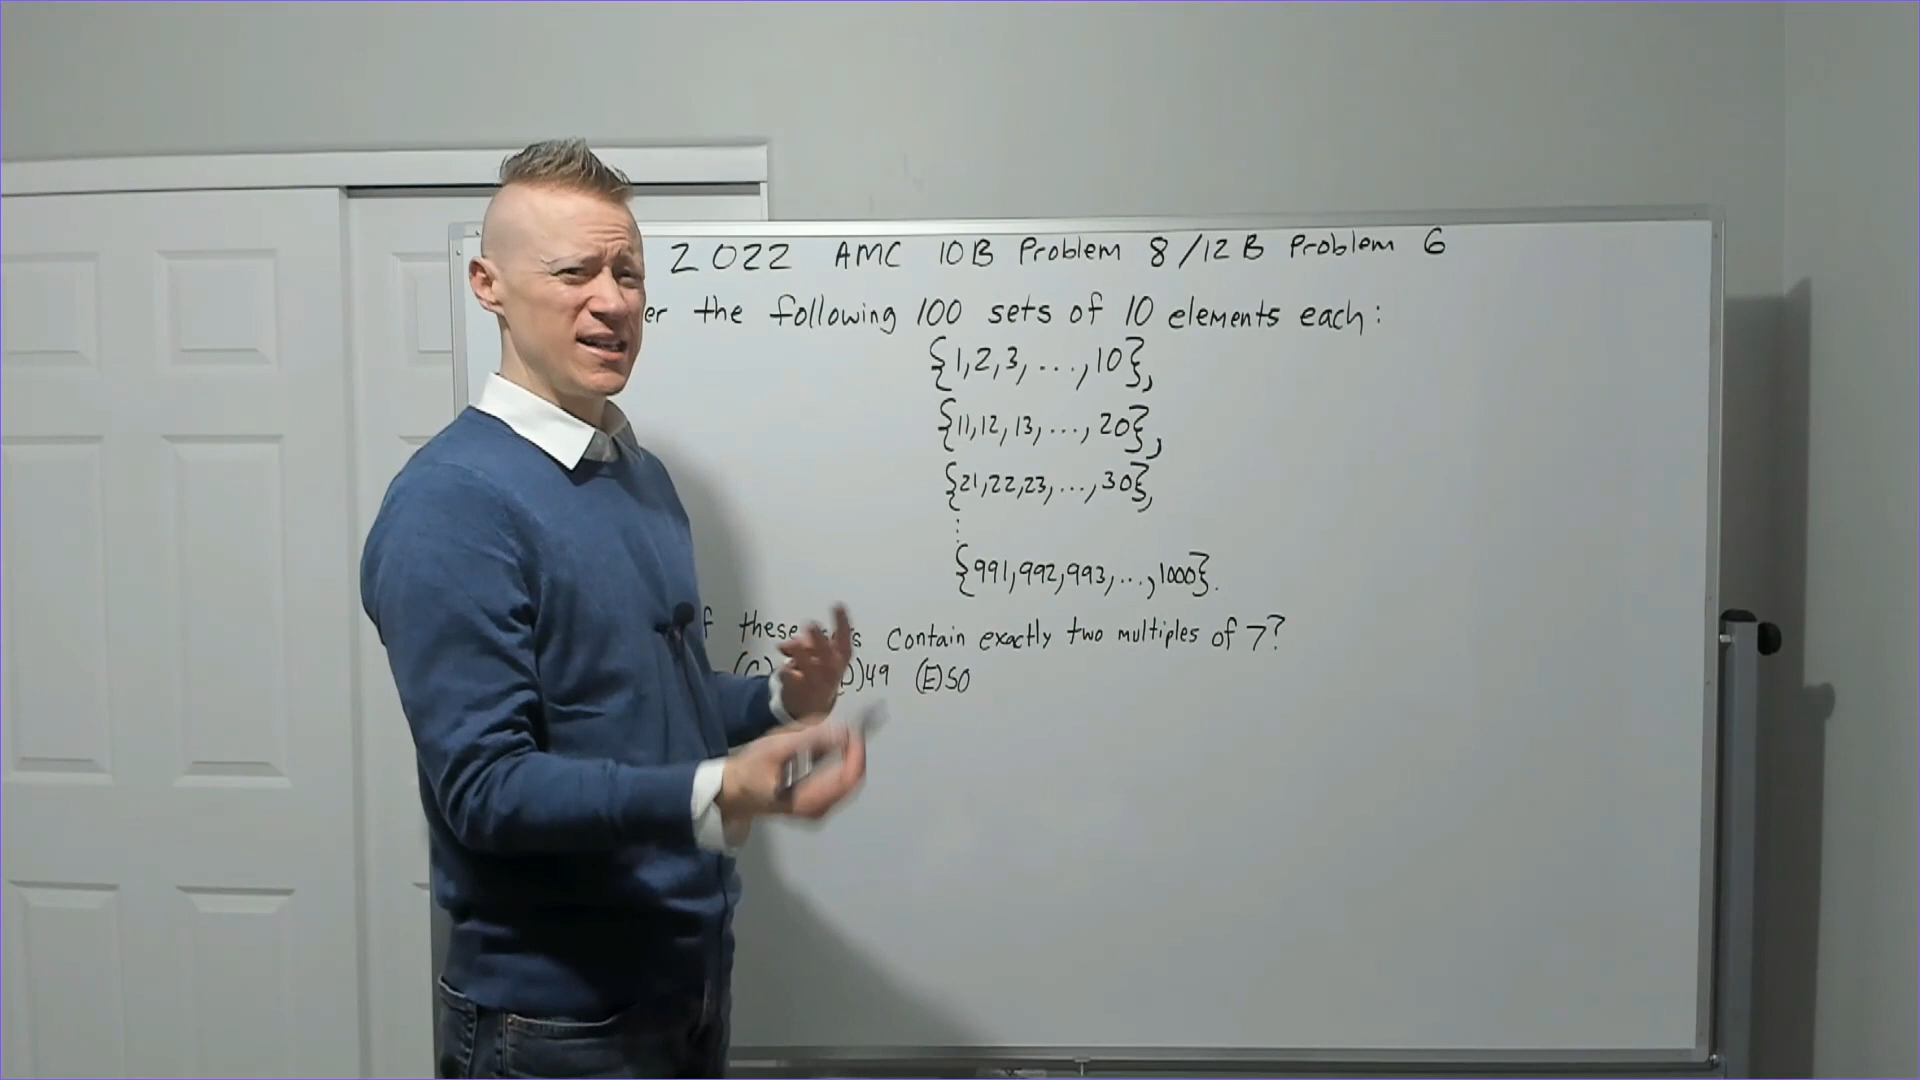 2022 AMC 10B Problem 8/12B Problem 6
er the following 100 sets of 10 elements each:
{1,2,3,...,10},
{11,12,13,...,20},
{21,22,23,...,30},
⋮
{991,992,993,...,1000}.
f these contain exactly two multiples of 7?
(C) )49 (E)50